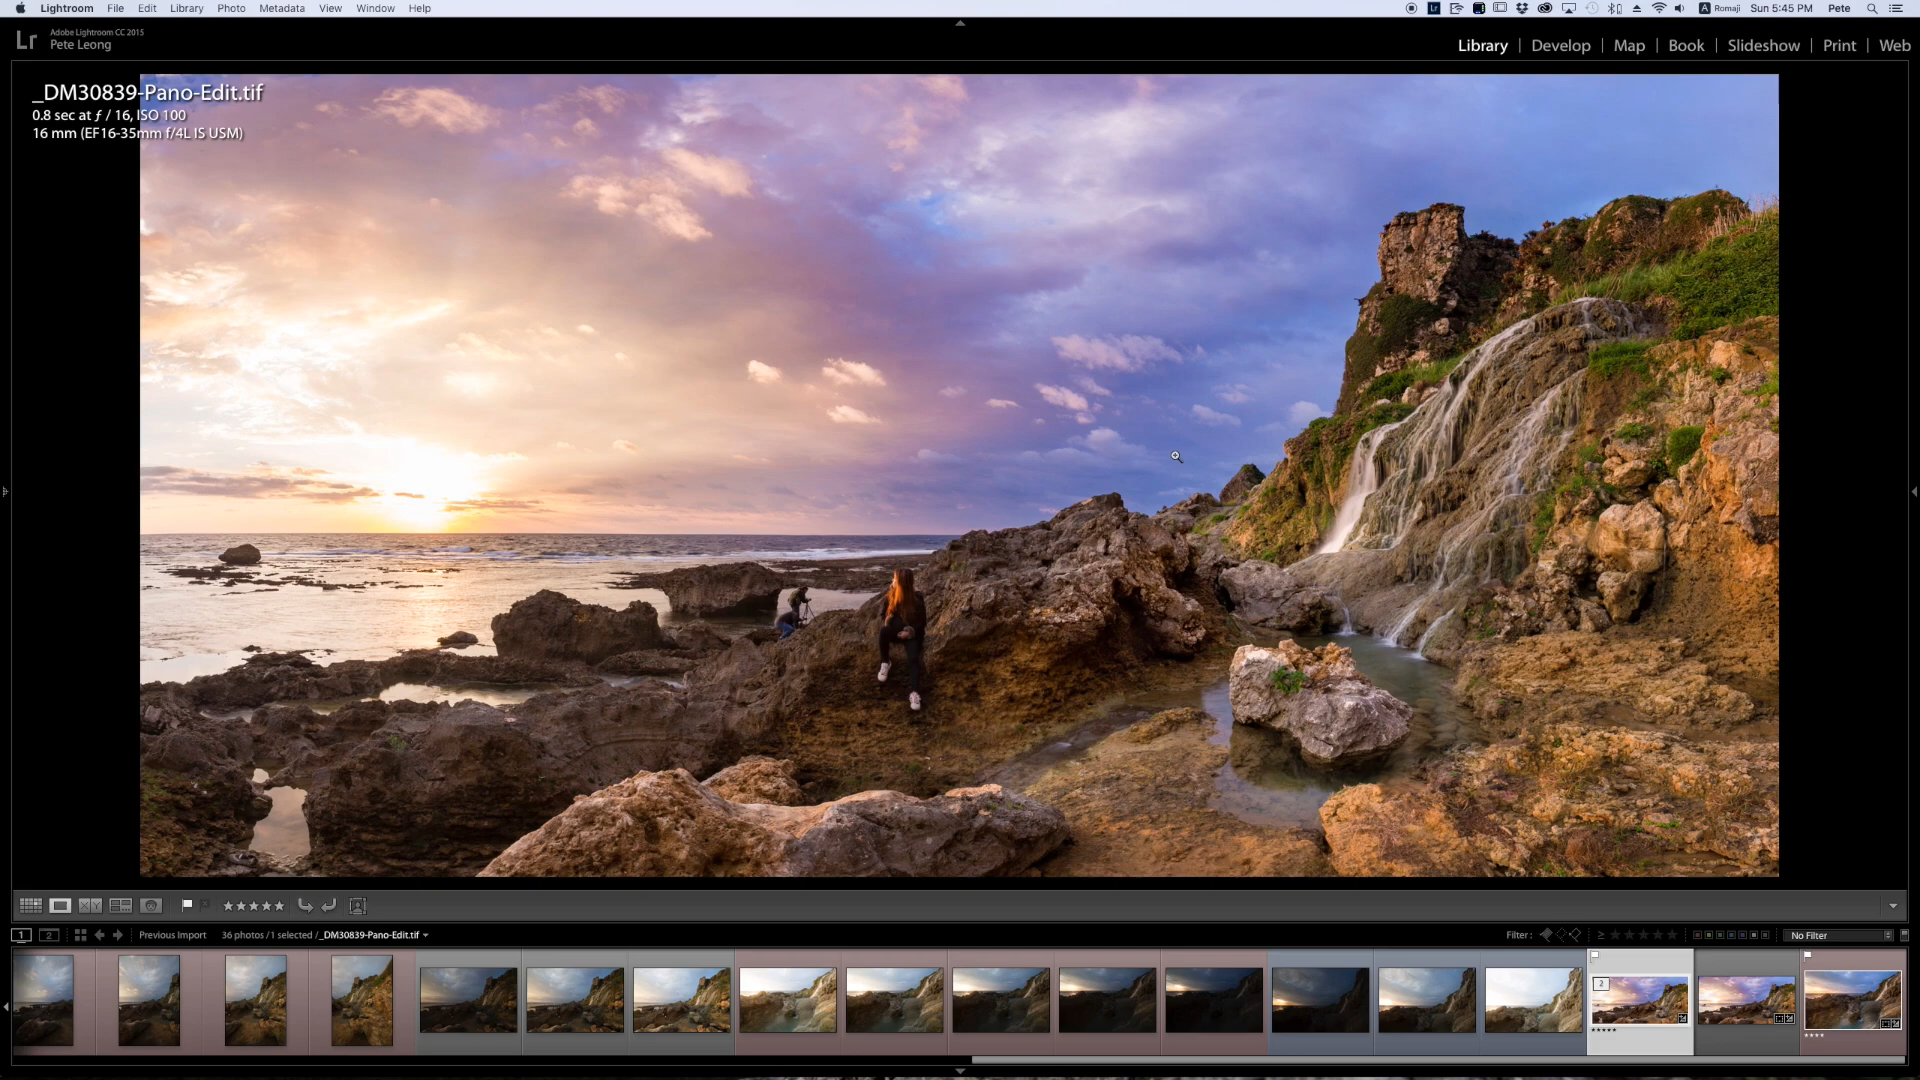 Lightroom File Edit Library Photo Metadata View Window Help
Lr A Romaji Sun 5:45 PM Pete
Lr Adobe Lightroom CC 2015
Pete Leong
Library | Develop | Map | Book | Slideshow | Print | Web
_DM30839-Pano-Edit.tif
0.8 sec at ƒ / 16, ISO 100
16 mm (EF16-35mm f/4L IS USM)
X Y
1 2 Previous Import 36 photos /1 selected /_DM30839-Pano-Edit.tif Filter : ≥ No Filter
2